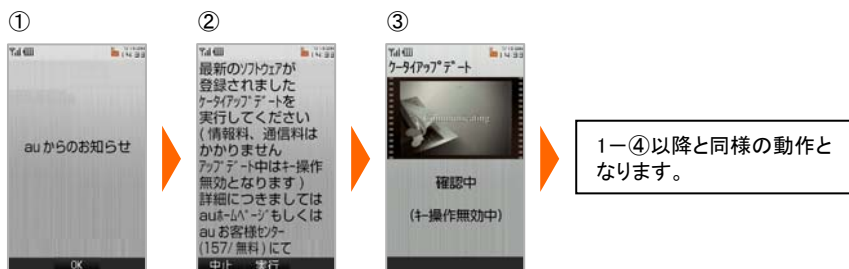 ①
②
③
auからのお知らせ
OK
最新のソフトウェアが
登録されました
ケータイアップデートを
実行してください
(情報料、通信料は
かかりません
アップデート中はキー操作
無効となります)
詳細につきましては
auホームページもしくは
auお客様センター
(157/無料)にて
中止 実行
ケータイアップデート
確認中
(キー操作無効中)
1-④以降と同様の動作と
なります。